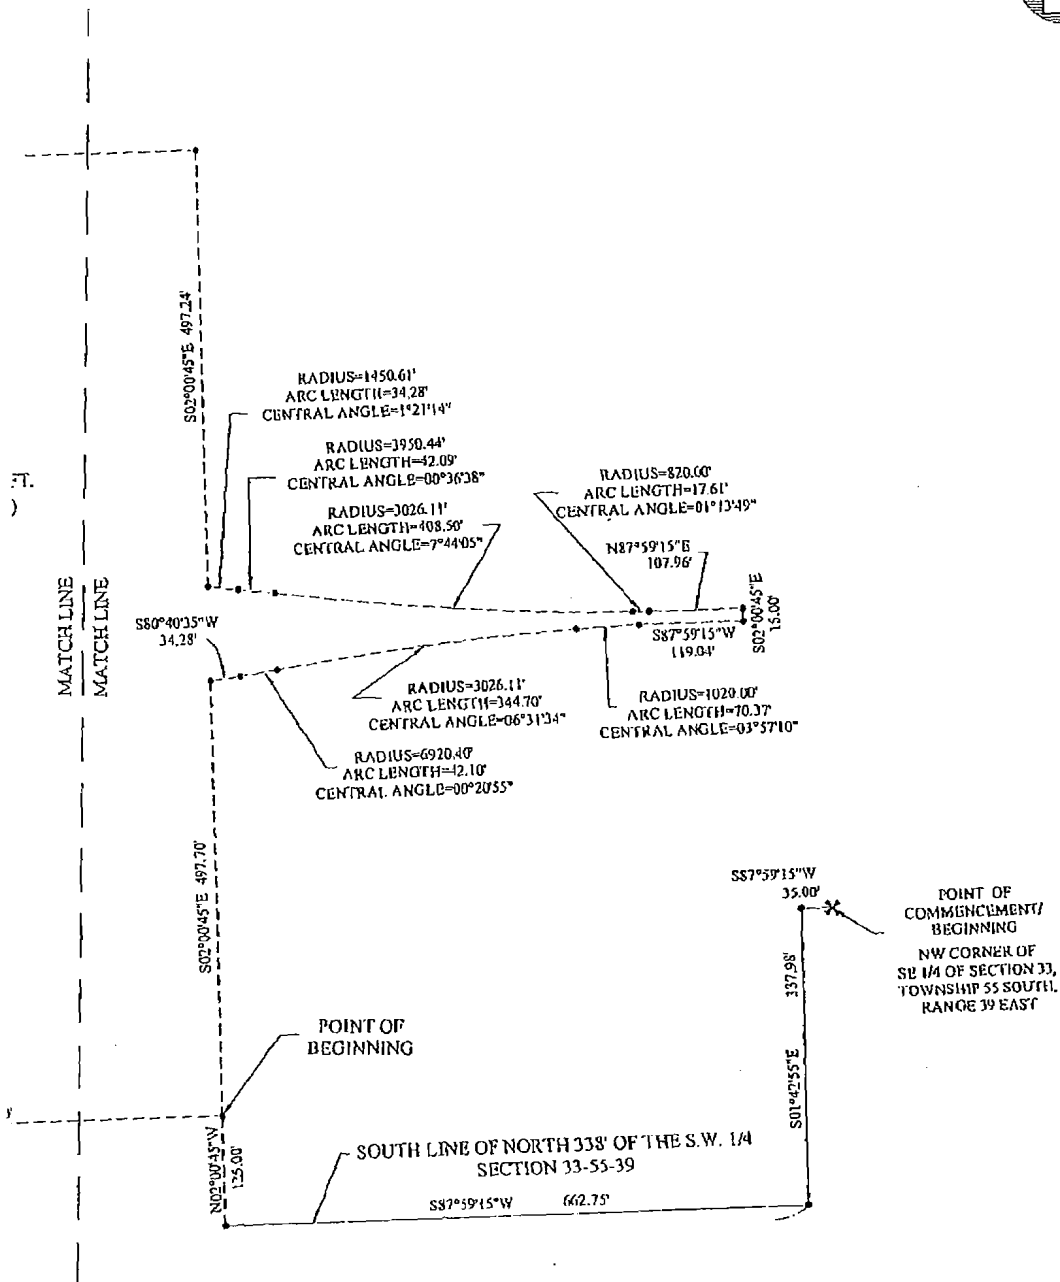 S02°00'45"E 497.24'
RADIUS=1450.61'
ARC LENGTH=34.28'
CENTRAL ANGLE=1°21'14"
RADIUS=3950.44'
ARC LENGTH=42.09'
CENTRAL ANGLE=00°36'38"
RADIUS=3026.11'
ARC LENGTH=408.50'
CENTRAL ANGLE=7°44'05"
RADIUS=820.00'
ARC LENGTH=17.61'
CENTRAL ANGLE=01°13'49"
N87°59'15"E
107.96'
S02°00'45"E
15.00'
S87°59'15"W
119.04'
MATCH LINE
MATCH LINE
S80°40'35"W
34.28'
RADIUS=3026.11'
ARC LENGTH=344.70'
CENTRAL ANGLE=06°31'34"
RADIUS=1020.00'
ARC LENGTH=70.37'
CENTRAL ANGLE=03°57'10"
RADIUS=6920.40'
ARC LENGTH=42.10'
CENTRAL ANGLE=00°20'55"
S02°00'45"E 497.70'
S87°59'15"W
35.00'
POINT OF
COMMENCEMENT/
BEGINNING
NW CORNER OF
SE 1/4 OF SECTION 33,
TOWNSHIP 55 SOUTH,
RANGE 39 EAST
S01°42'55"E 337.98'
POINT OF
BEGINNING
N02°00'45"W
125.00'
SOUTH LINE OF NORTH 338' OF THE S.W. 1/4
SECTION 33-55-39
S87°59'15"W 662.75'